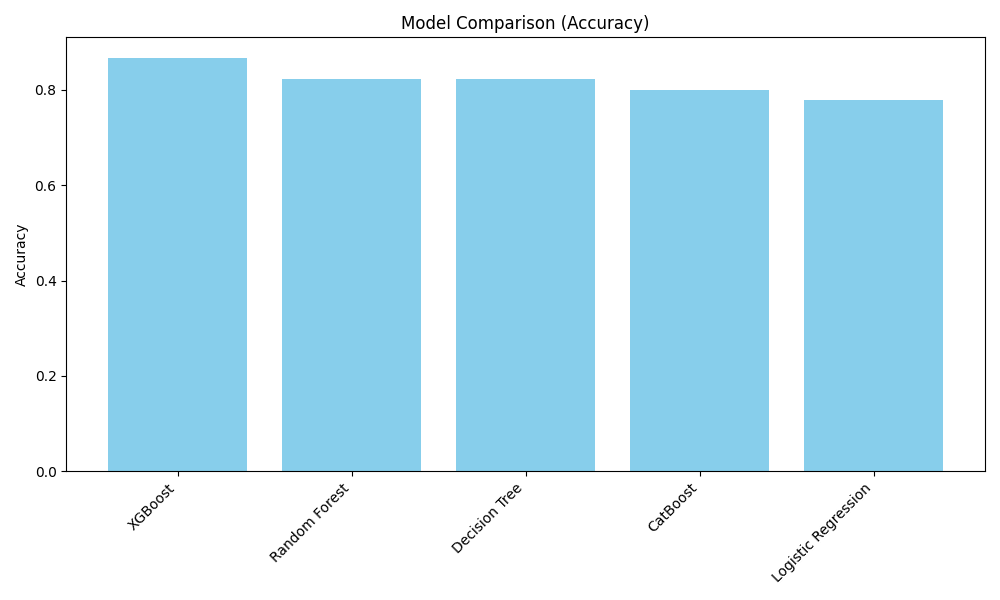 Model Comparison (Accuracy)
Accuracy
0.8
0.6
0.4
0.2
0.0
XGBoost
Random Forest
Decision Tree
CatBoost
Logistic Regression